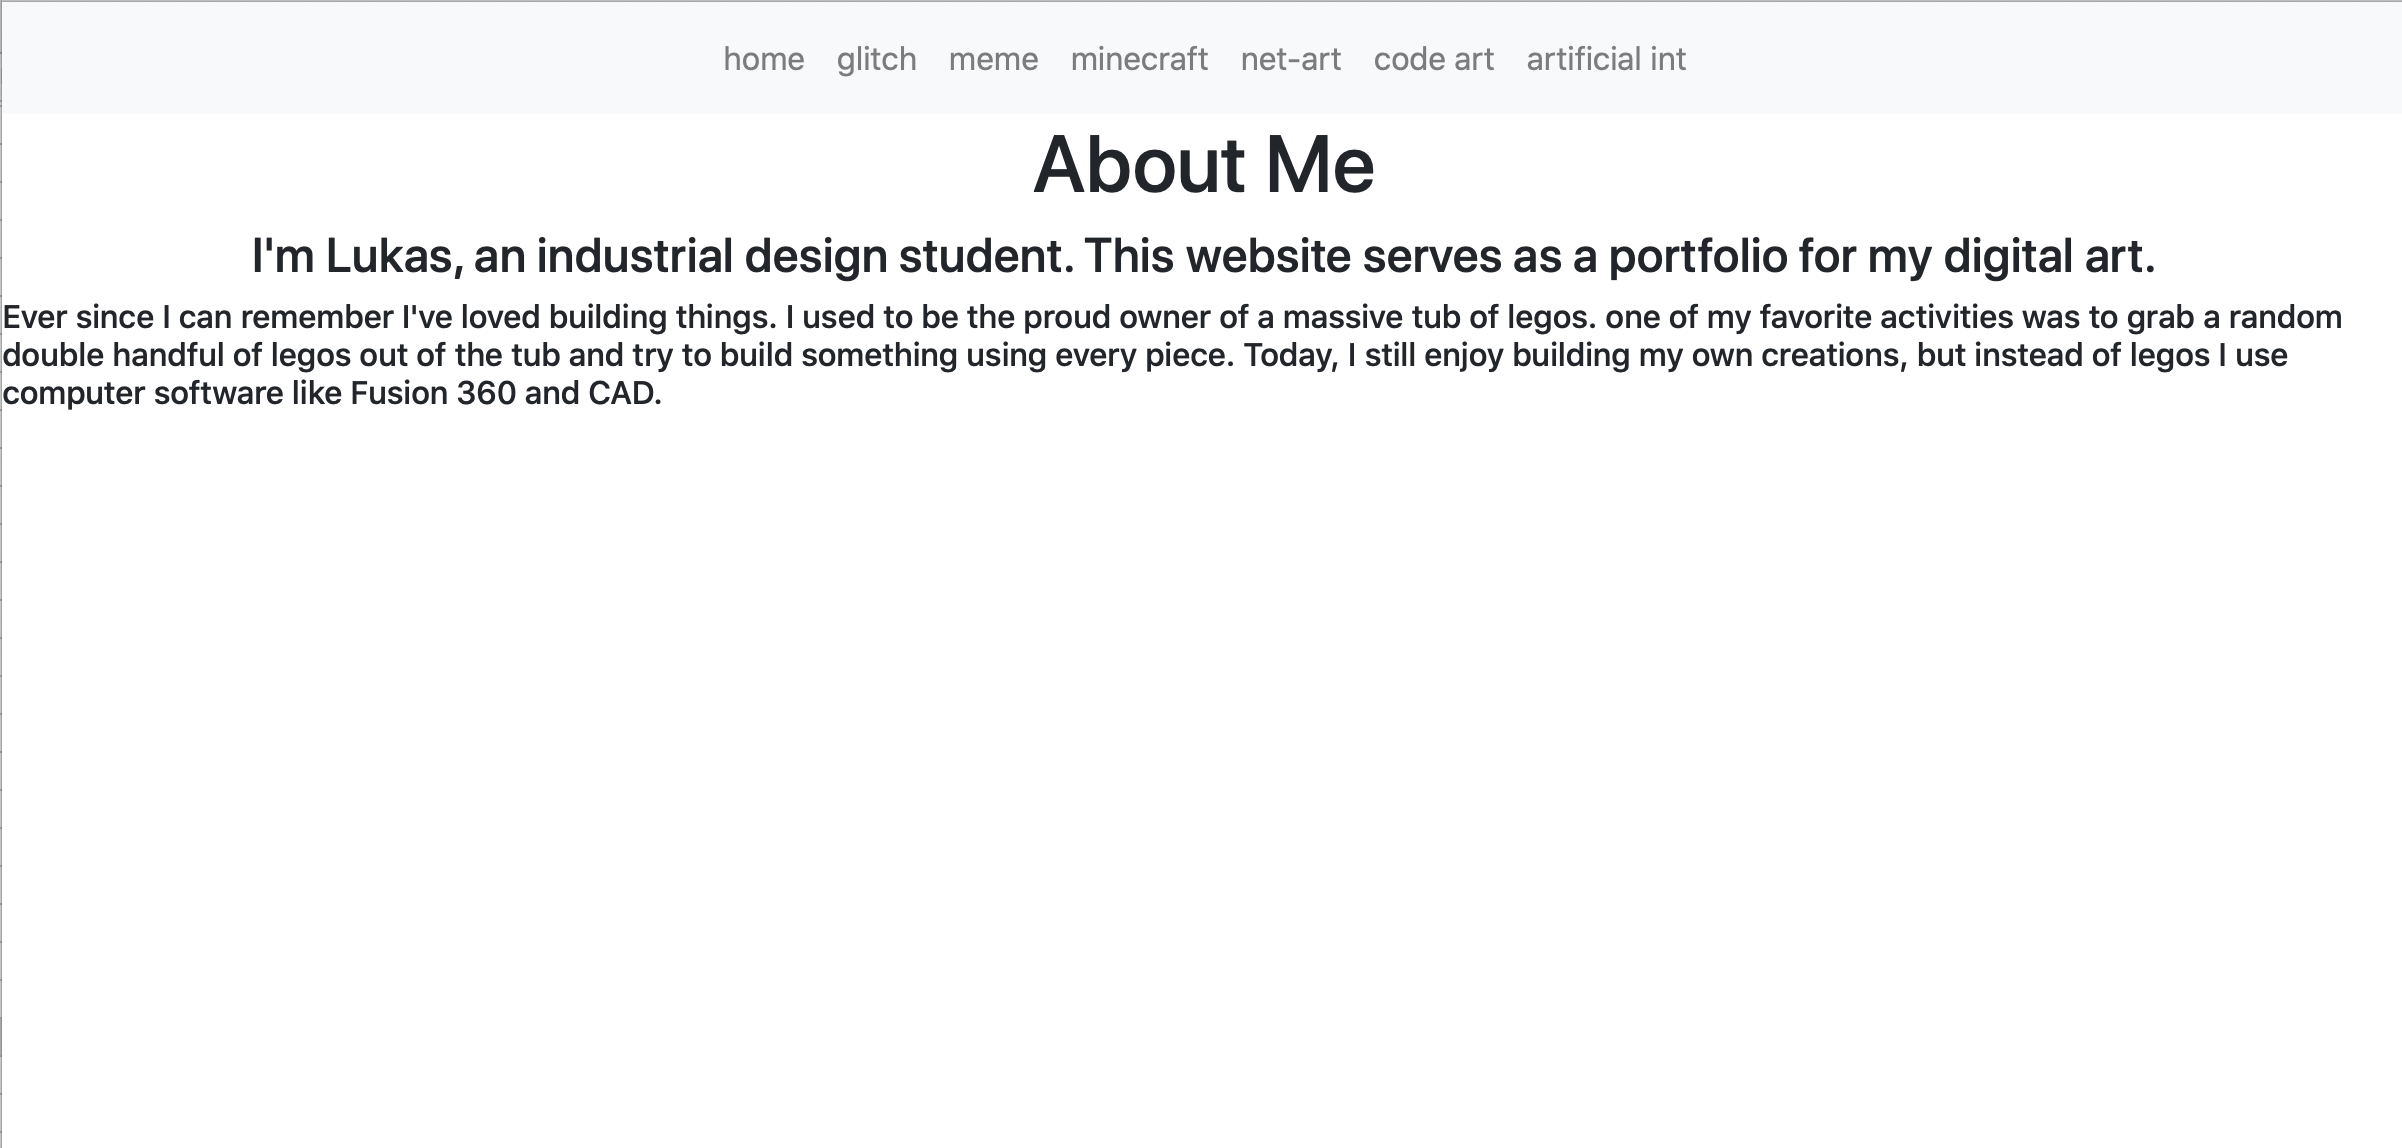 home glitch meme minecraft net-art code art artificial int
About Me
I'm Lukas, an industrial design student. This website serves as a portfolio for my digital art.
Ever since I can remember I've loved building things. I used to be the proud owner of a massive tub of legos. one of my favorite activities was to grab a random
double handful of legos out of the tub and try to build something using every piece. Today, I still enjoy building my own creations, but instead of legos I use
computer software like Fusion 360 and CAD.